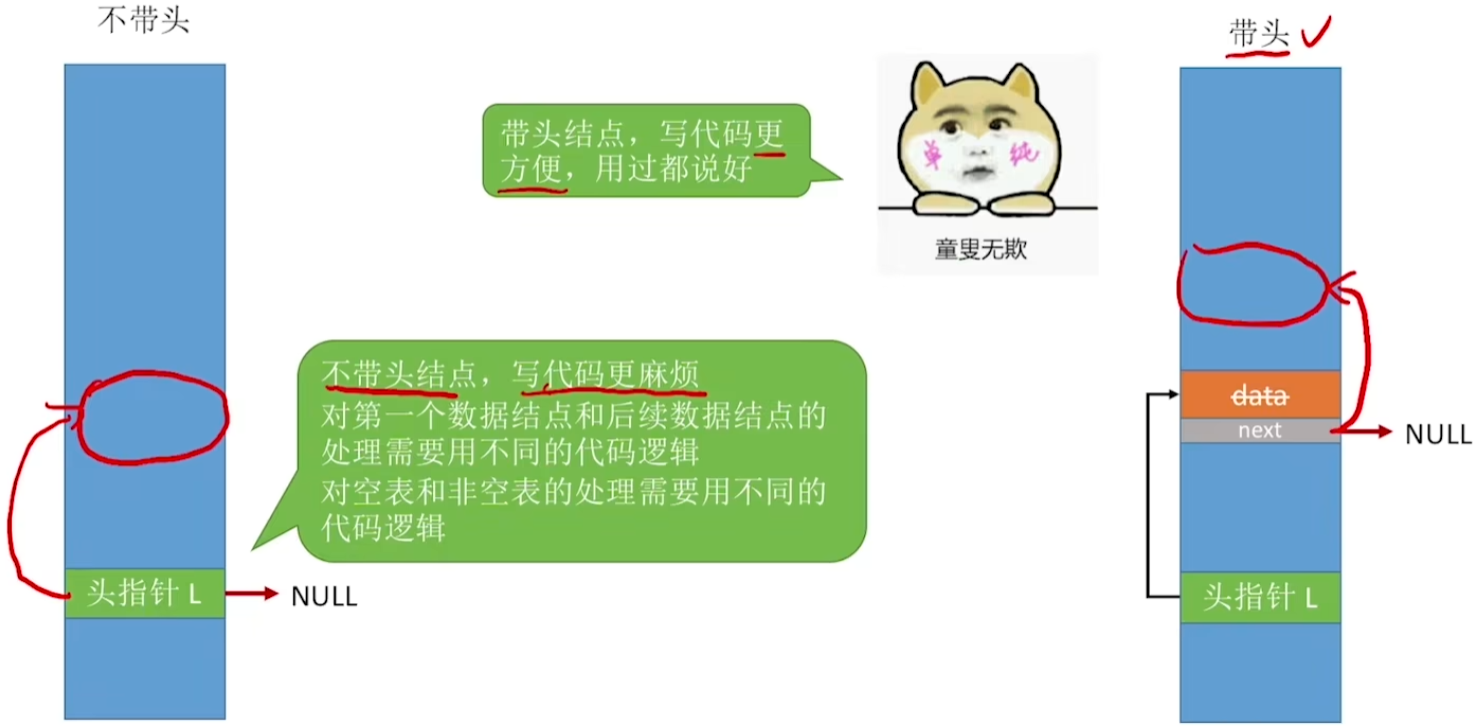 不带头
带头
带头结点，写代码更
方便，用过都说好
单 纯
童叟无欺
不带头结点，写代码更麻烦
对第一个数据结点和后续数据结点的
处理需要用不同的代码逻辑
对空表和非空表的处理需要用不同的
代码逻辑
头指针 L
NULL
data
next
NULL
头指针 L